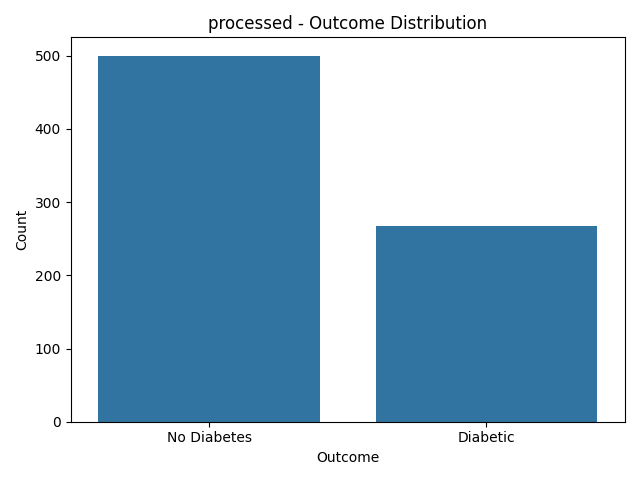 processed - Outcome Distribution
500
400
300
200
100
0
Count
No Diabetes
Diabetic
Outcome